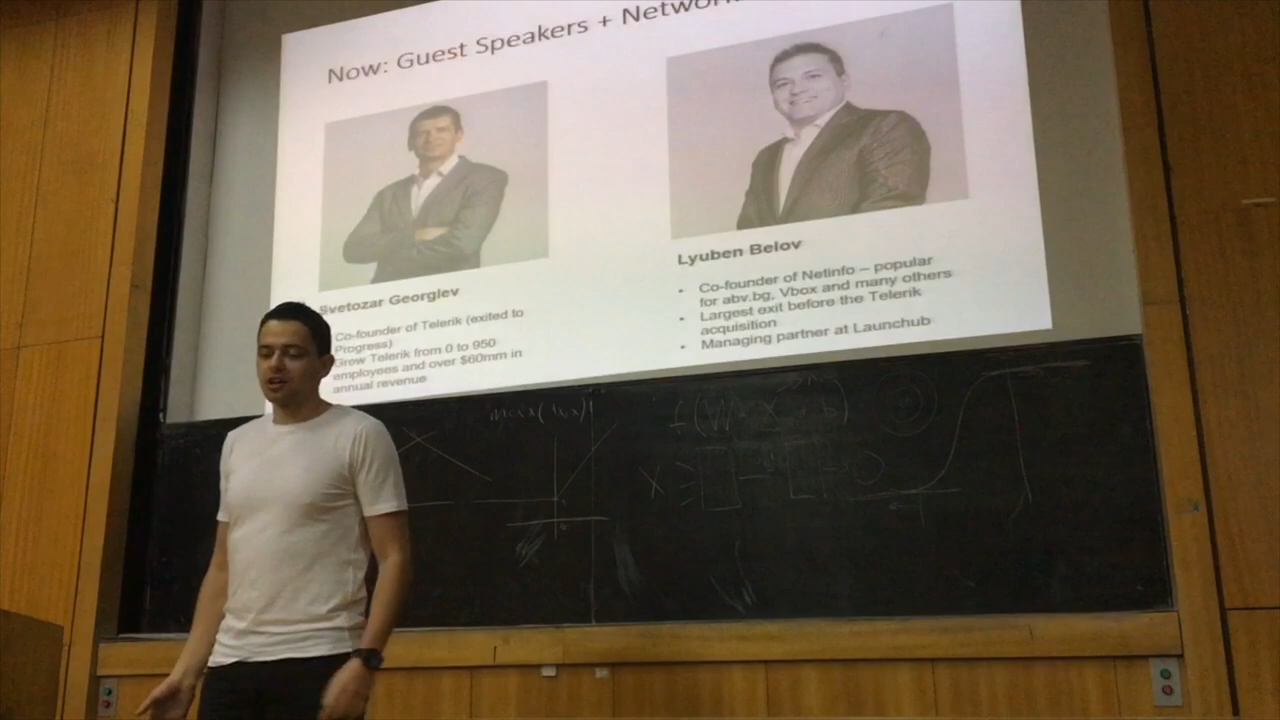 Now: Guest Speakers +
Svetozar Georgiev
Co-founder of Telerik (exited to
Progress)
Grew Telerik from 0 to 950
employees and over $60mm in
annual revenue
Lyuben Belov
• Co-founder of Netinfo – popular
for abv.bg, Vbox and many others
• Largest exit before the Telerik
acquisition
• Managing partner at Launchub